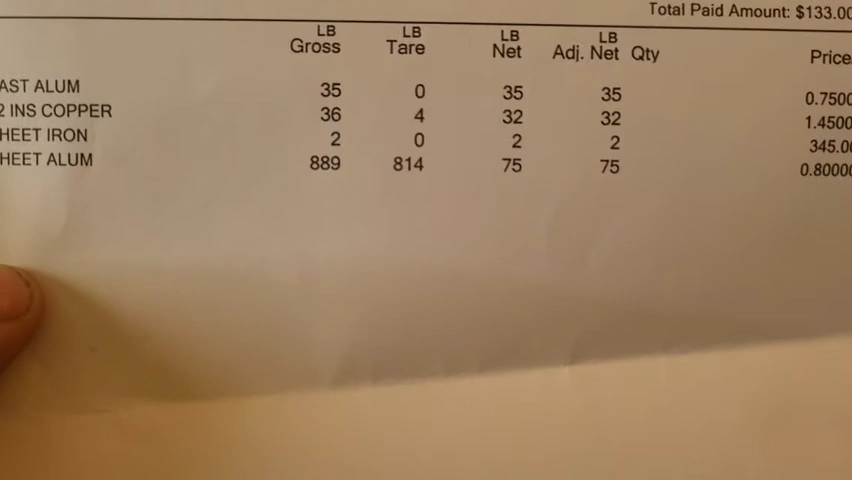 Total Paid Amount: $133.00
LB LB LB LB
Gross Tare Net Adj. Net Qty Price
AST ALUM 35 0 35 35 0.7500
2 INS COPPER 36 4 32 32 1.4500
HEET IRON 2 0 2 2 345.00
HEET ALUM 889 814 75 75 0.80000